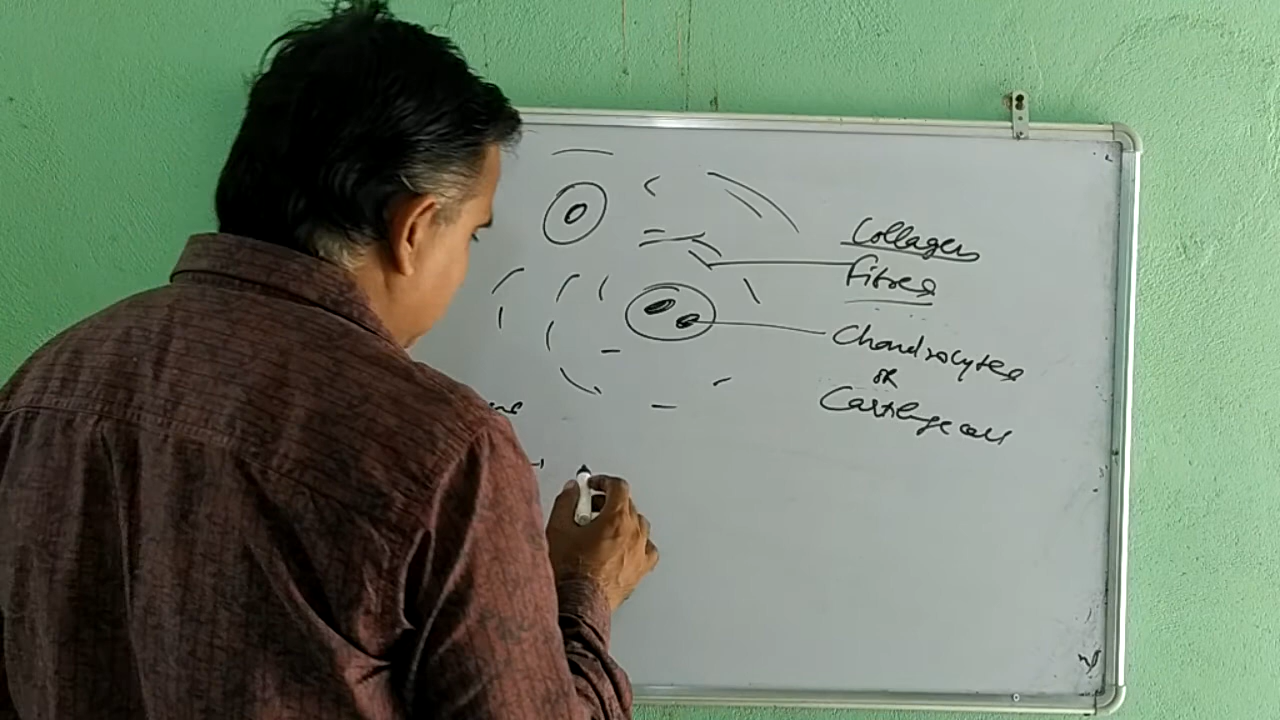 Collagen
Fibres
Chondrocytes
or
Cartilage cell